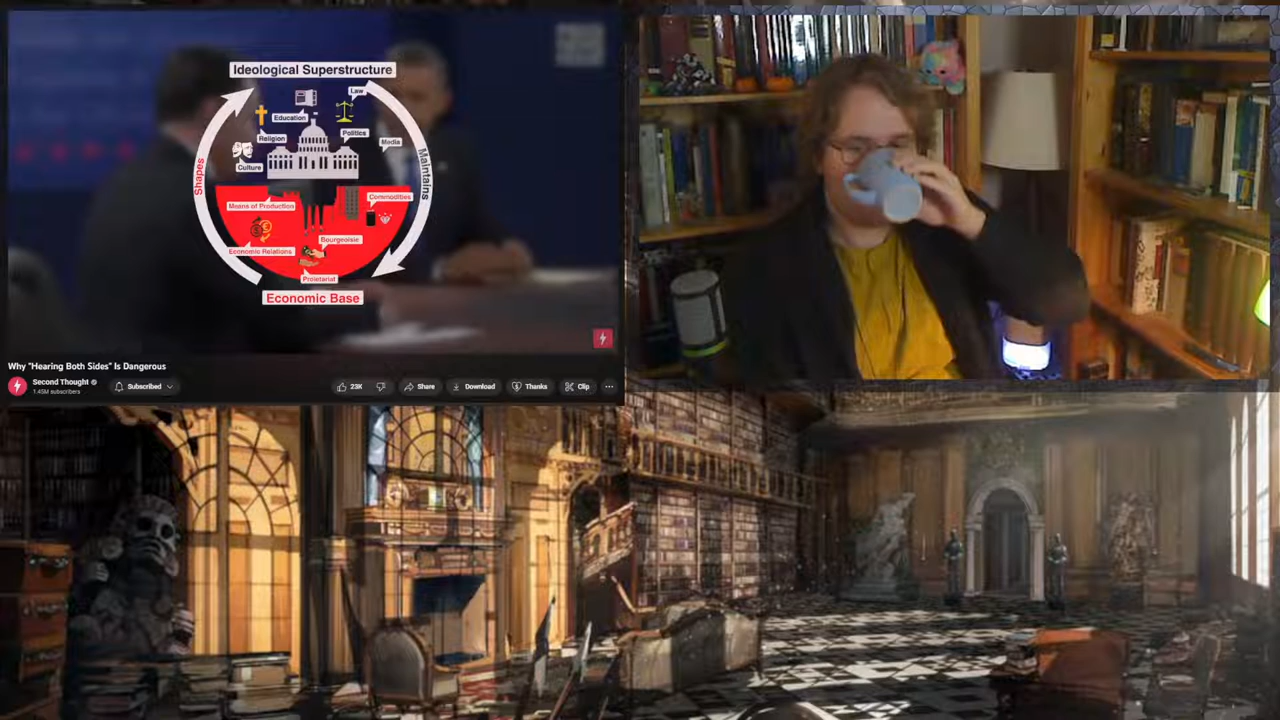 Ideological Superstructure
Law
Education
Politics
Religion
Media
Culture
Shapes
Maintains
Means of Production
Commodities
Bourgeoisie
Economic Relations
Proletariat
Economic Base
Why "Hearing Both Sides" Is Dangerous
Second Thought
1.45M subscribers
Subscribed
23K
Share
Download
Thanks
Clip